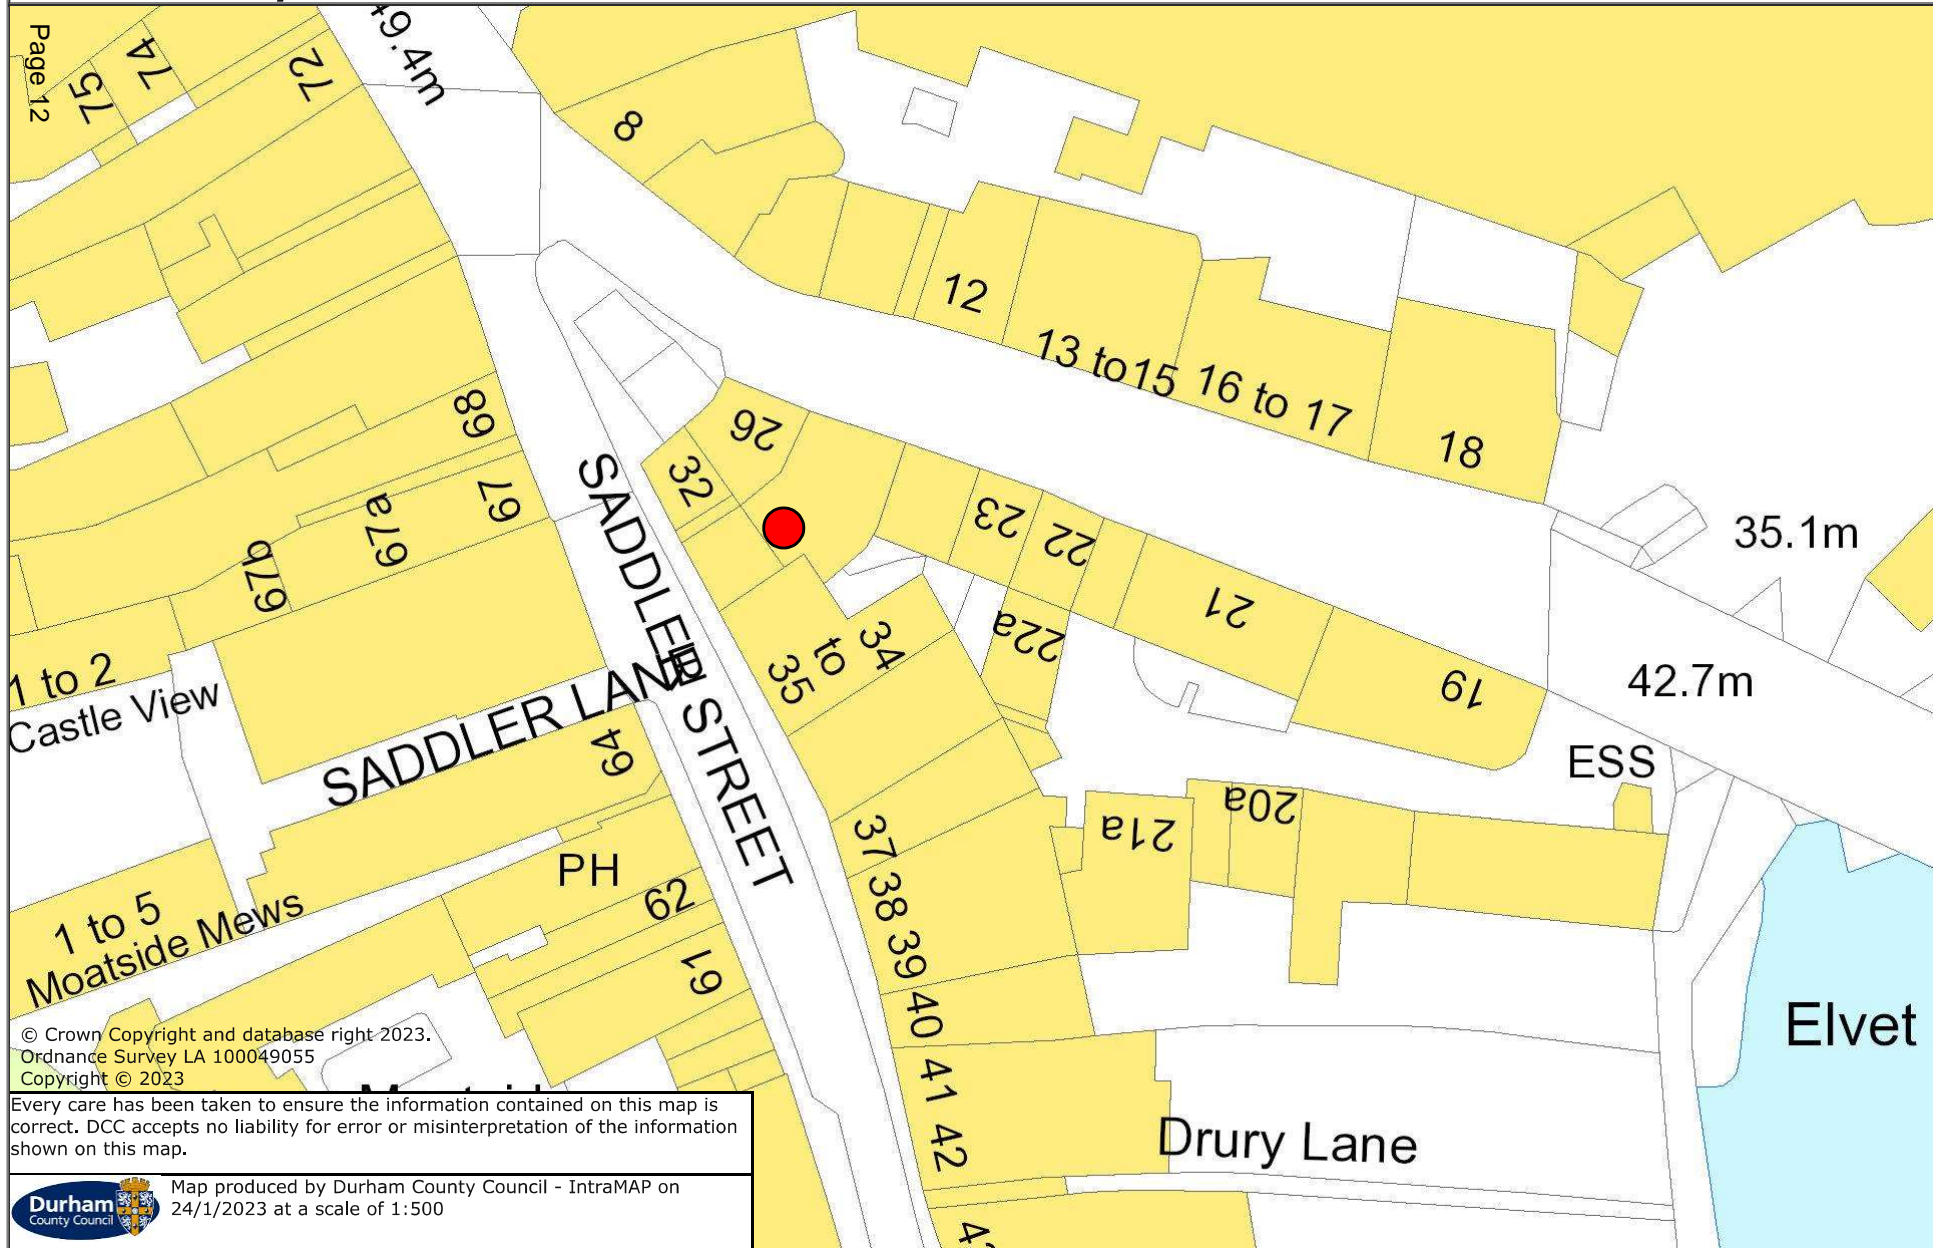 Page 12
74
75
72
49.4m
8
12
13 to15
16 to 17
18
68
67
67a
67b
26
32
23
22
22a
21
19
35.1m
42.7m
ESS
SADDLER STREET
SADDLER LANE
34
to
35
1 to 2
Castle View
64
PH
62
61
1 to 5
Moatside Mews
37
38
39
40
41
42
21a
20a
Elvet
Drury Lane
© Crown Copyright and database right 2023.
Ordnance Survey LA 100049055
Copyright © 2023
Every care has been taken to ensure the information contained on this map is
correct. DCC accepts no liability for error or misinterpretation of the information
shown on this map.
Durham
County Council
Map produced by Durham County Council - IntraMAP on
24/1/2023 at a scale of 1:500